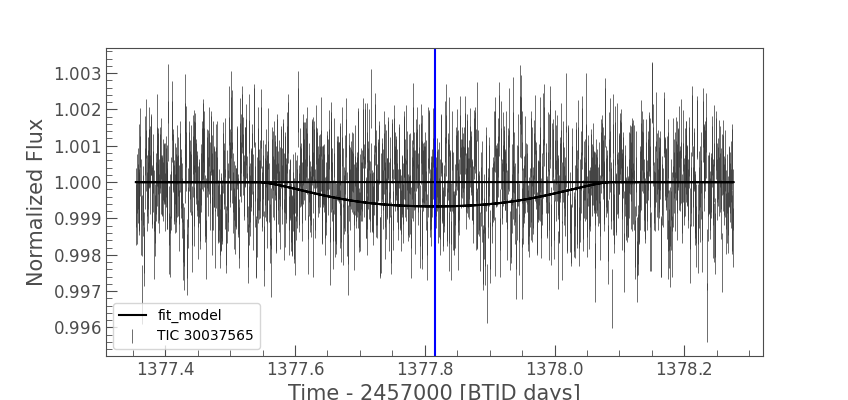 Normalized Flux
1.003
1.002
1.001
1.000
0.999
0.998
0.997
0.996
fit_model
TIC 30037565
1377.4 1377.6 1377.8 1378.0 1378.2
Time - 2457000 [BTJD days]